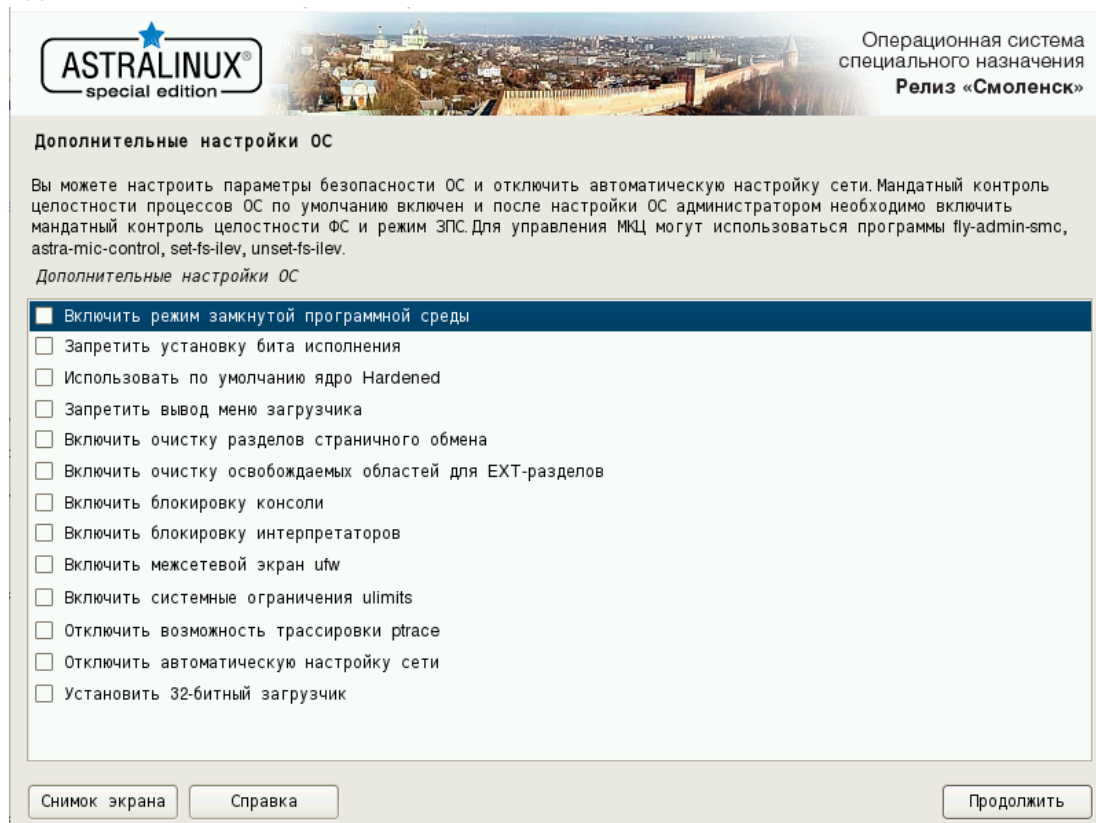 ASTRALINUX®
special edition
Операционная система
специального назначения
Релиз «Смоленск»
Дополнительные настройки ОС
Вы можете настроить параметры безопасности ОС и отключить автоматическую настройку сети. Мандатный контроль
целостности процессов ОС по умолчанию включен и после настройки ОС администратором необходимо включить
мандатный контроль целостности ФС и режим ЗПС. Для управления МКЦ могут использоваться программы fly-admin-smc,
astra-mic-control, set-fs-ilev, unset-fs-ilev.
Дополнительные настройки ОС
Включить режим замкнутой программной среды
Запретить установку бита исполнения
Использовать по умолчанию ядро Hardened
Запретить вывод меню загрузчика
Включить очистку разделов страничного обмена
Включить очистку освобождаемых областей для EXT-разделов
Включить блокировку консоли
Включить блокировку интерпретаторов
Включить межсетевой экран ufw
Включить системные ограничения ulimits
Отключить возможность трассировки ptrace
Отключить автоматическую настройку сети
Установить 32-битный загрузчик
Снимок экрана
Справка
Продолжить